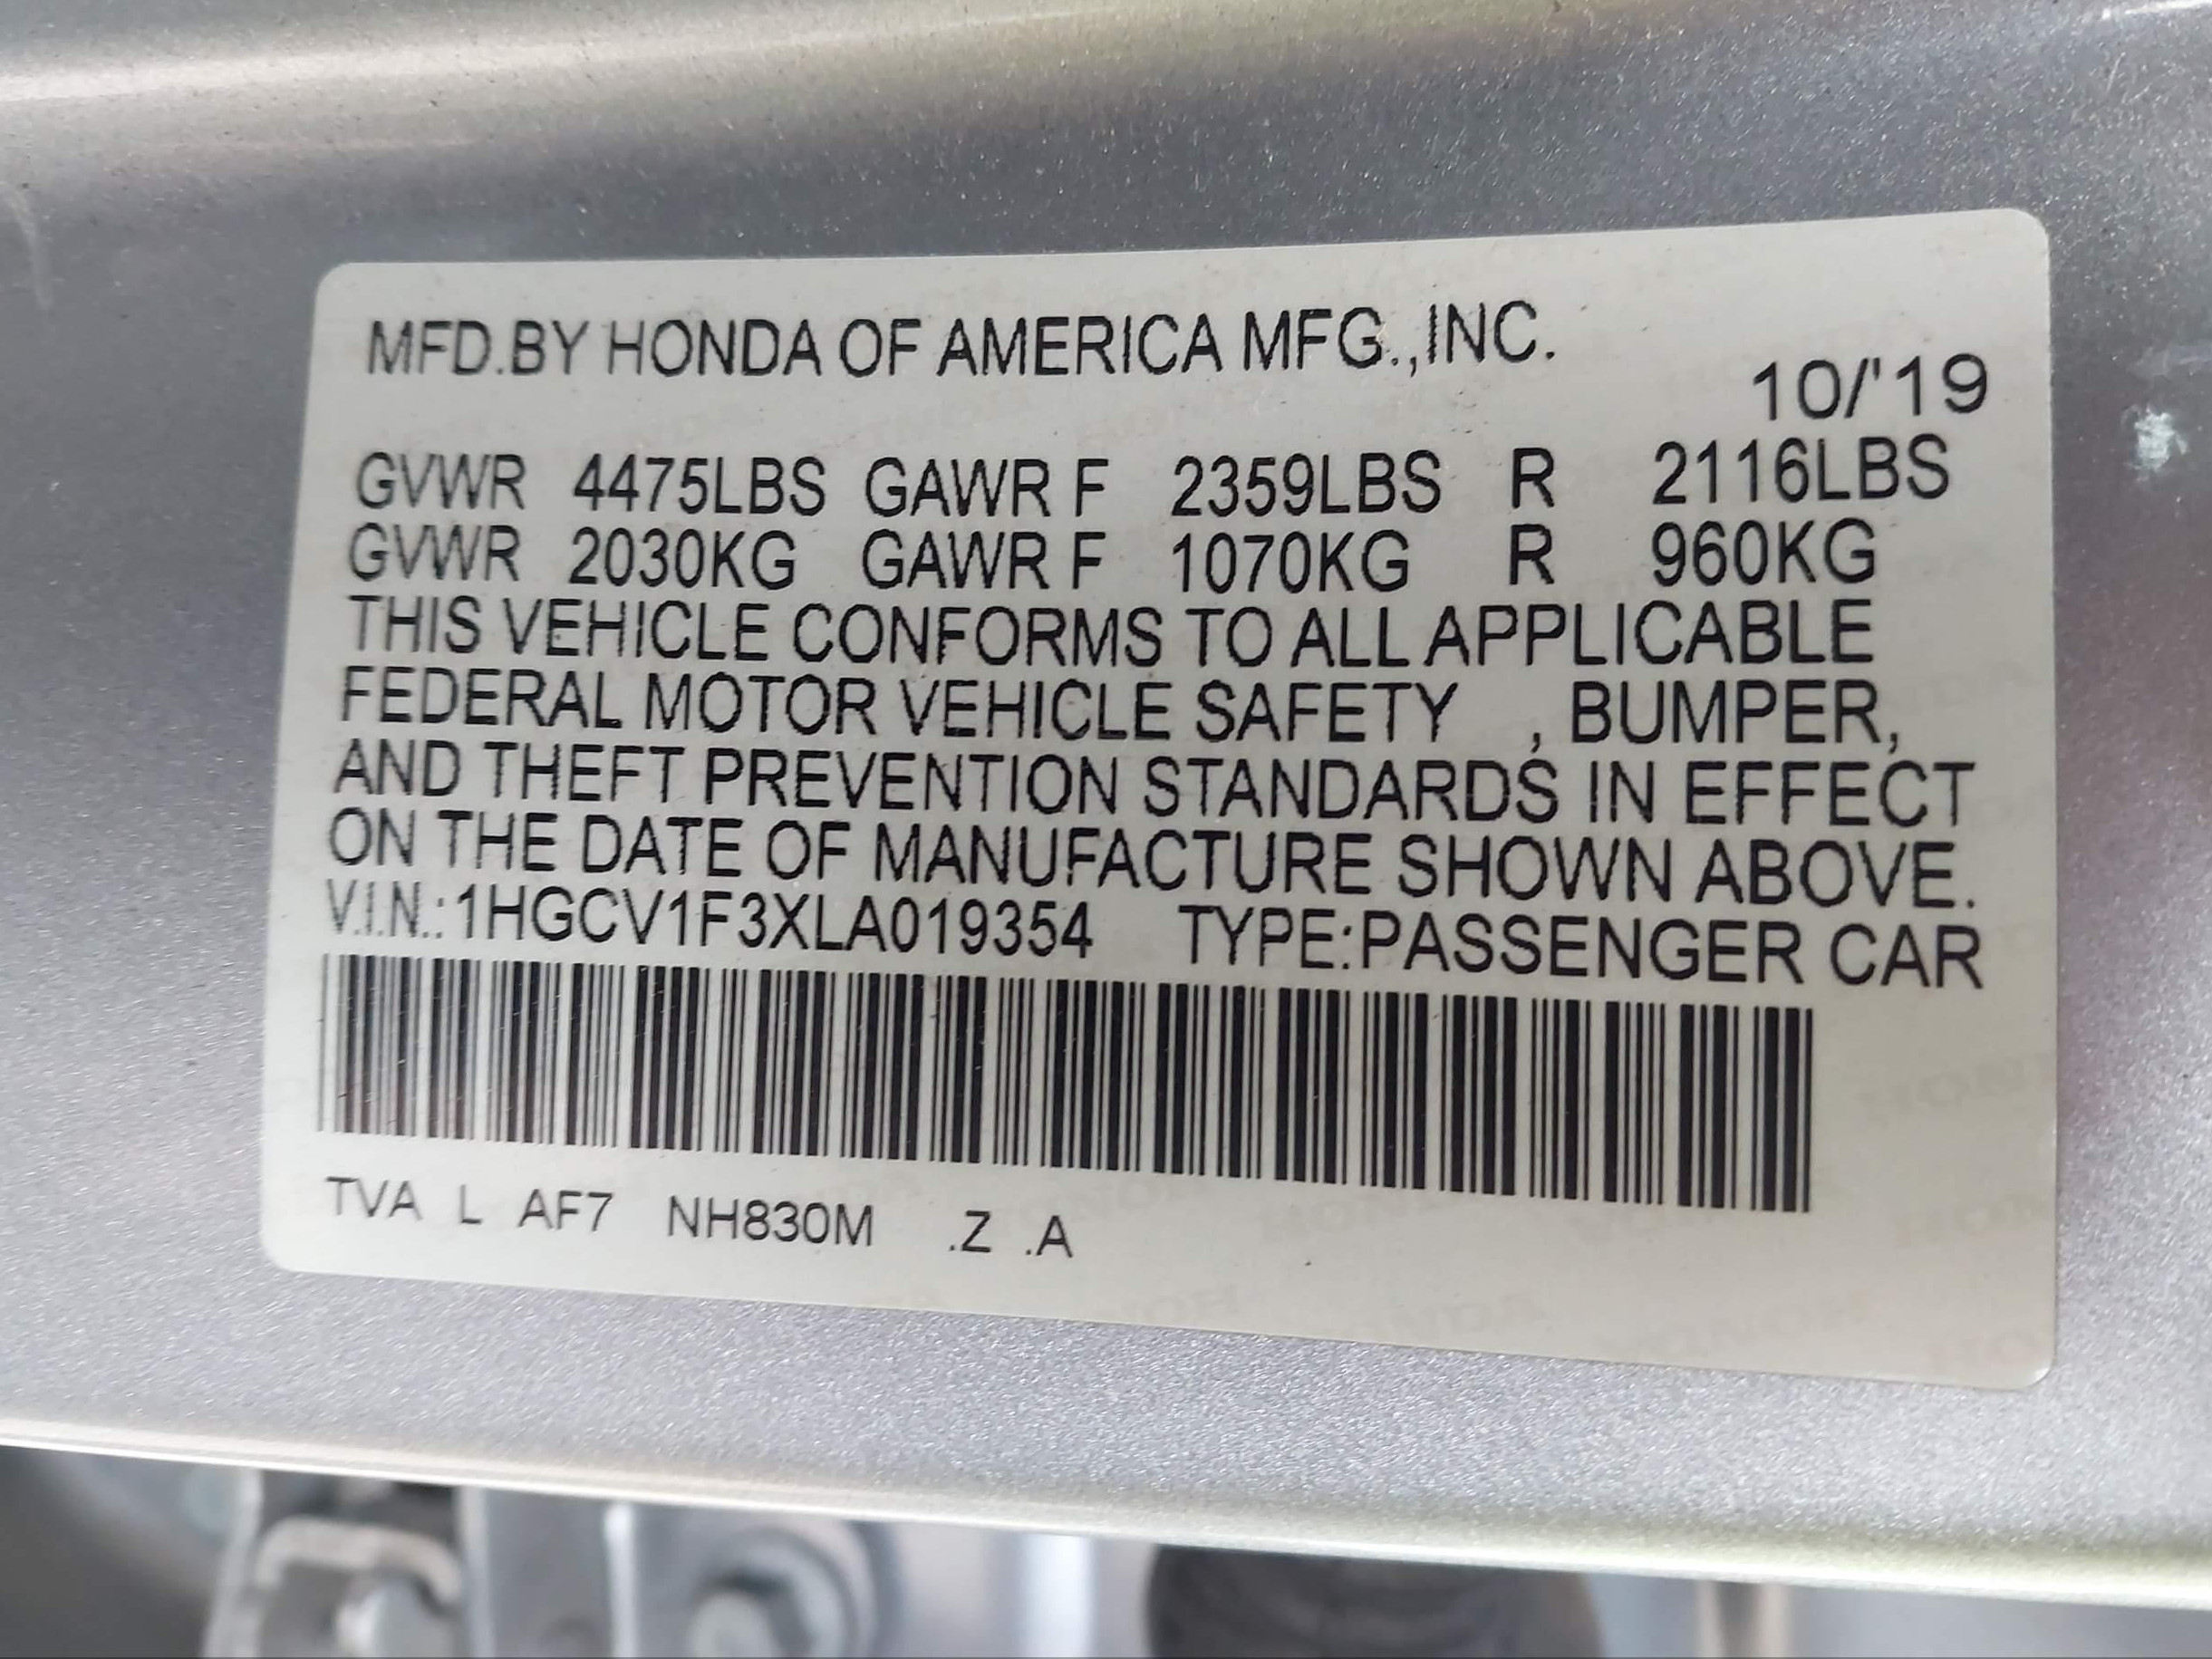 MFD.BY HONDA OF AMERICA MFG.,INC.
10/'19
GVWR 4475LBS GAWR F 2359LBS R 2116LBS
GVWR 2030KG GAWR F 1070KG R 960KG
THIS VEHICLE CONFORMS TO ALL APPLICABLE
FEDERAL MOTOR VEHICLE SAFETY , BUMPER,
AND THEFT PREVENTION STANDARDS IN EFFECT
ON THE DATE OF MANUFACTURE SHOWN ABOVE.
V.I.N.:1HGCV1F3XLA019354 TYPE:PASSENGER CAR
TVA L AF7 NH830M .Z .A